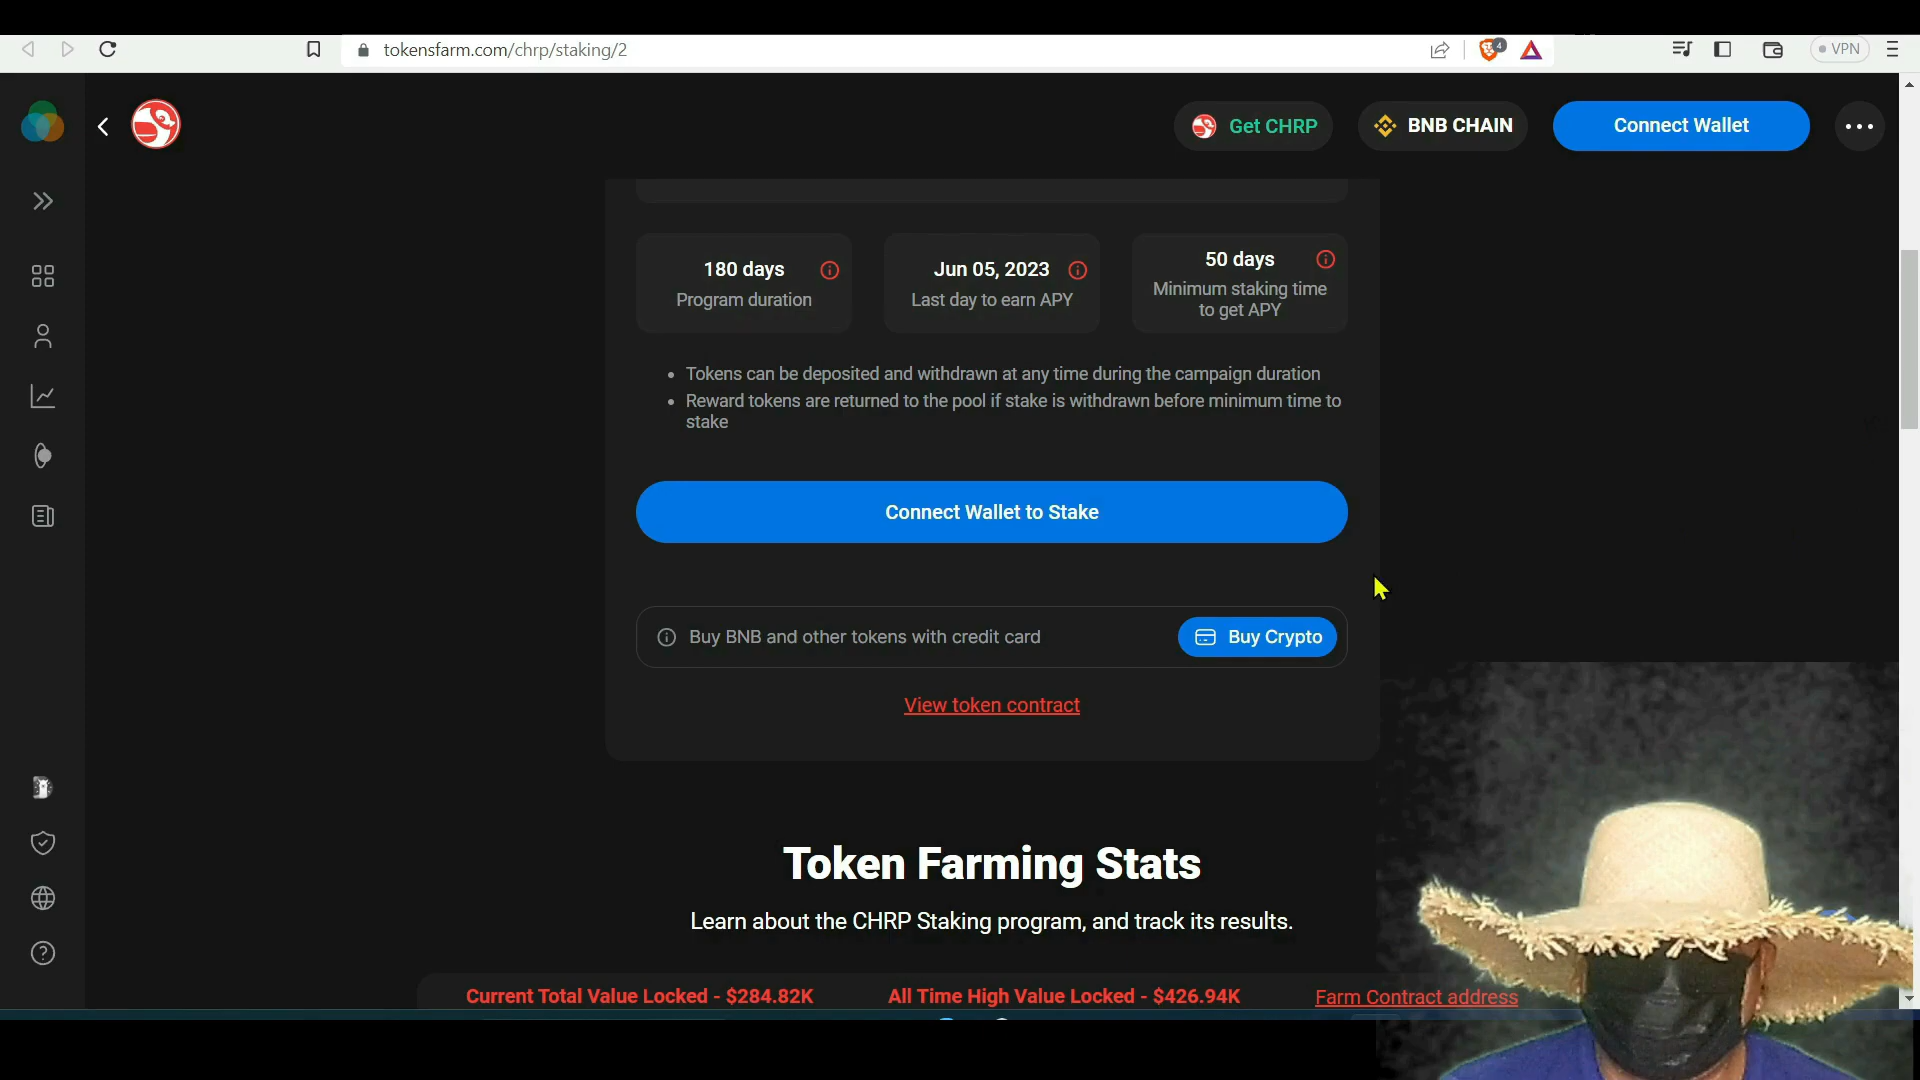 tokensfarm.com/chrp/staking/2
4
VPN
Get CHRP
BNB CHAIN
Connect Wallet
180 days
Program duration
Jun 05, 2023
Last day to earn APY
50 days
Minimum staking time
to get APY
Tokens can be deposited and withdrawn at any time during the campaign duration
Reward tokens are returned to the pool if stake is withdrawn before minimum time to
stake
Connect Wallet to Stake
Buy BNB and other tokens with credit card
Buy Crypto
View token contract
Token Farming Stats
Learn about the CHRP Staking program, and track its results.
Current Total Value Locked - $284.82K
All Time High Value Locked - $426.94K
Farm Contract address